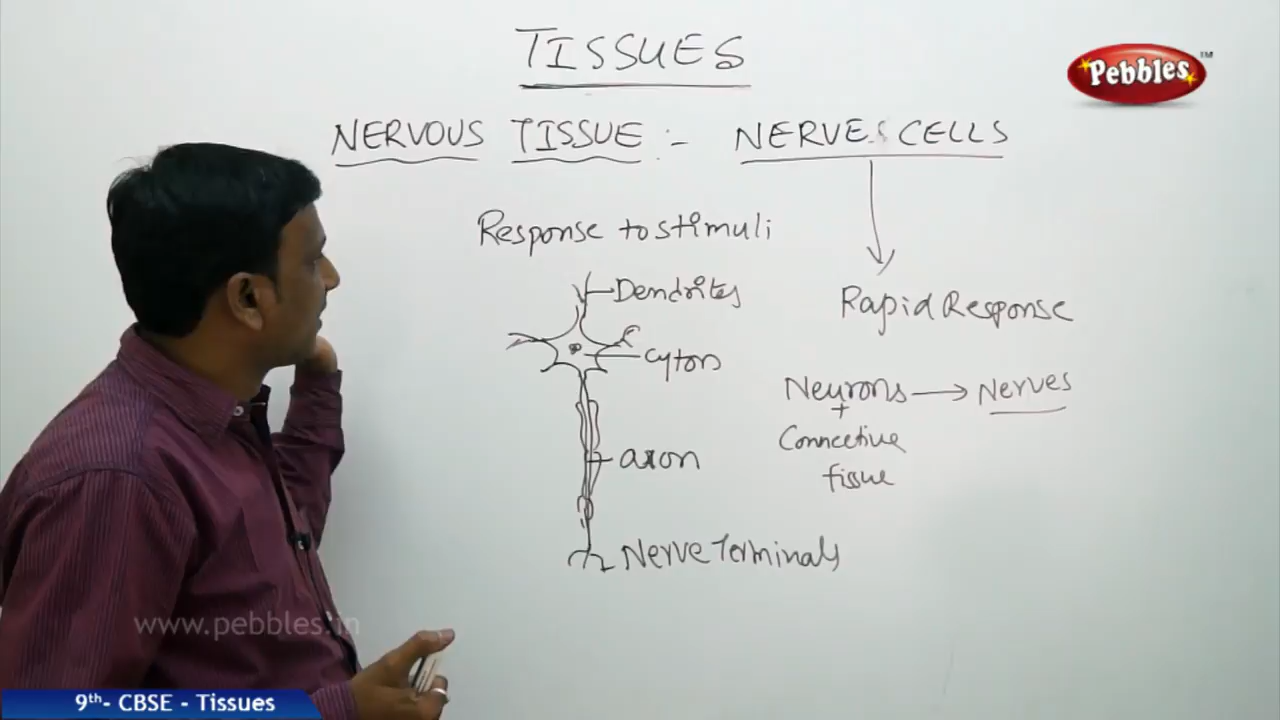 TISSUES
Pebbles™
NERVOUS TISSUE:- NERVE CELLS
Response to stimuli
Dendrites
Rapid Response
Cyton
Neurons → Nerves
+
Connective
tissue
axon
Nerve Terminals
www.pebbles.in
9th- CBSE - Tissues